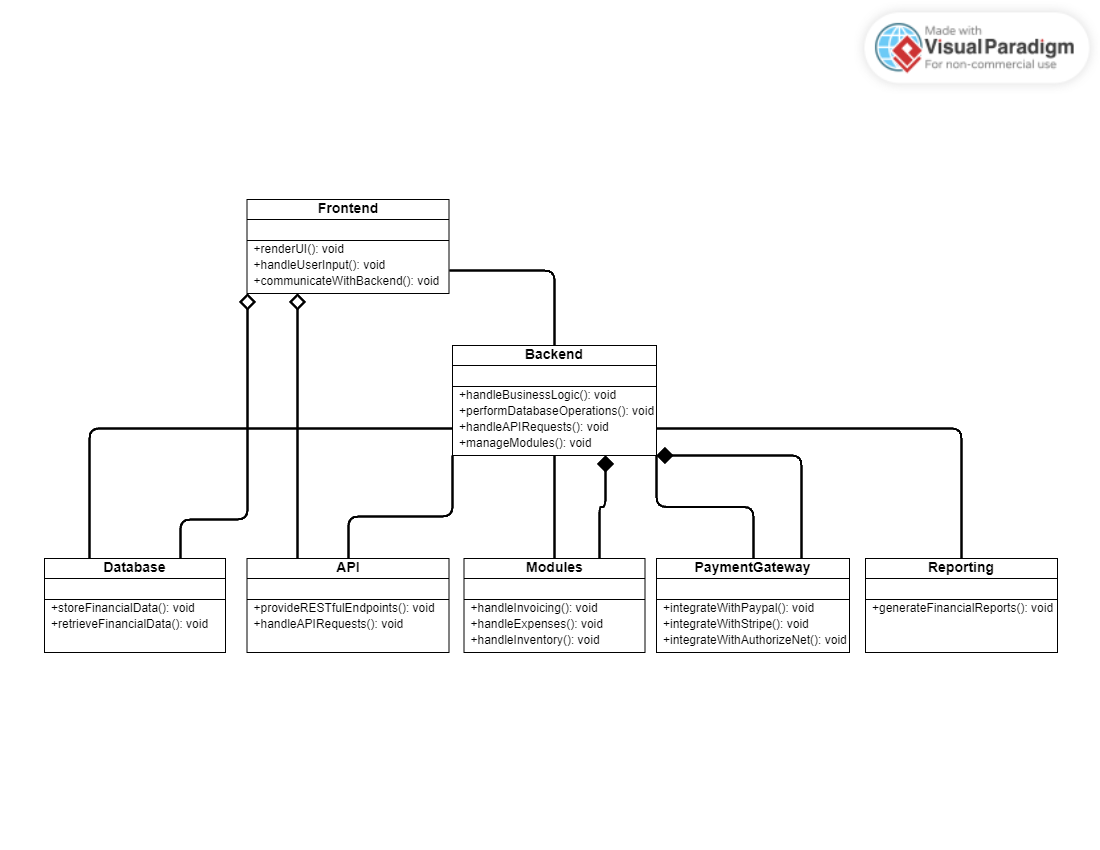 Made with
Visual Paradigm
For non-commercial use
Frontend
+renderUI(): void
+handleUserInput(): void
+communicateWithBackend(): void
Backend
+handleBusinessLogic(): void
+performDatabaseOperations(): void
+handleAPIRequests(): void
+manageModules(): void
Database
+storeFinancialData(): void
+retrieveFinancialData(): void
API
+provideRESTfulEndpoints(): void
+handleAPIRequests(): void
Modules
+handleInvoicing(): void
+handleExpenses(): void
+handleInventory(): void
PaymentGateway
+integrateWithPaypal(): void
+integrateWithStripe(): void
+integrateWithAuthorizeNet(): void
Reporting
+generateFinancialReports(): void